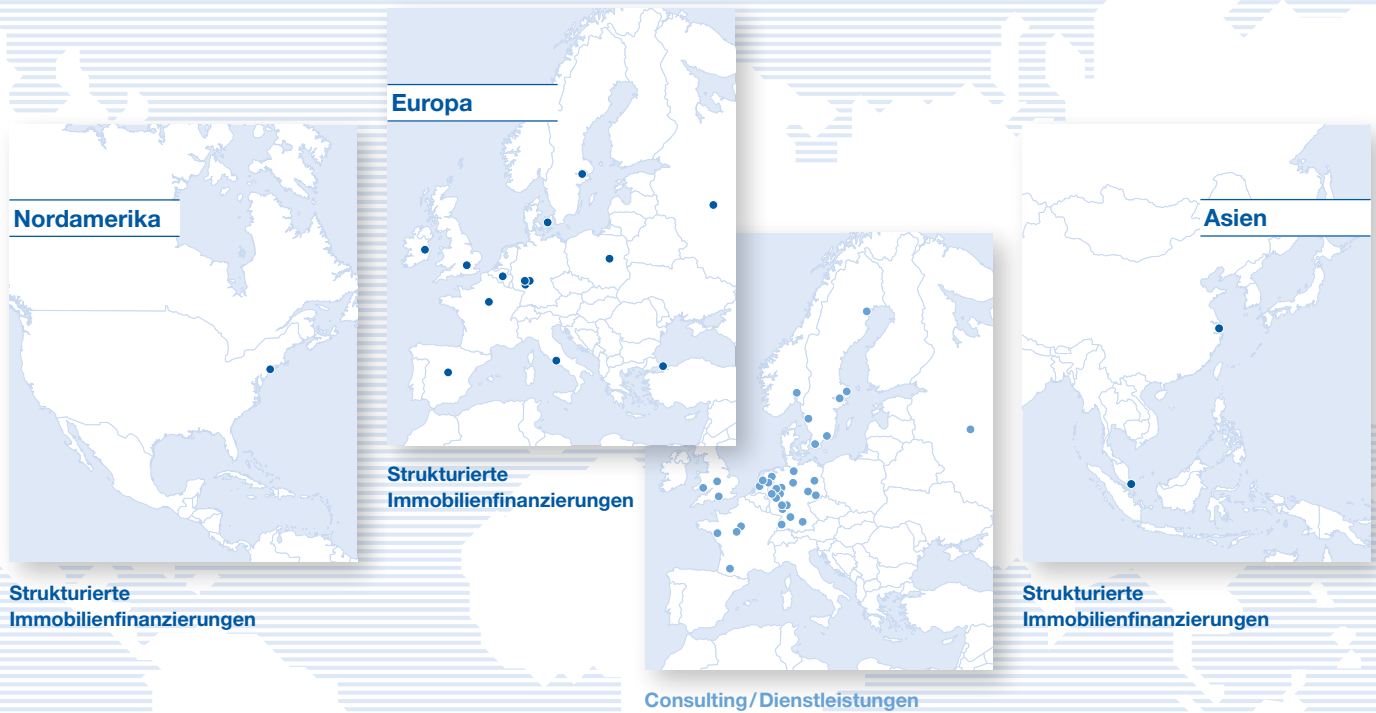 Europa
Nordamerika
Asien
Strukturierte
Immobilienfinanzierungen
Strukturierte
Immobilienfinanzierungen
Strukturierte
Immobilienfinanzierungen
Consulting/Dienstleistungen